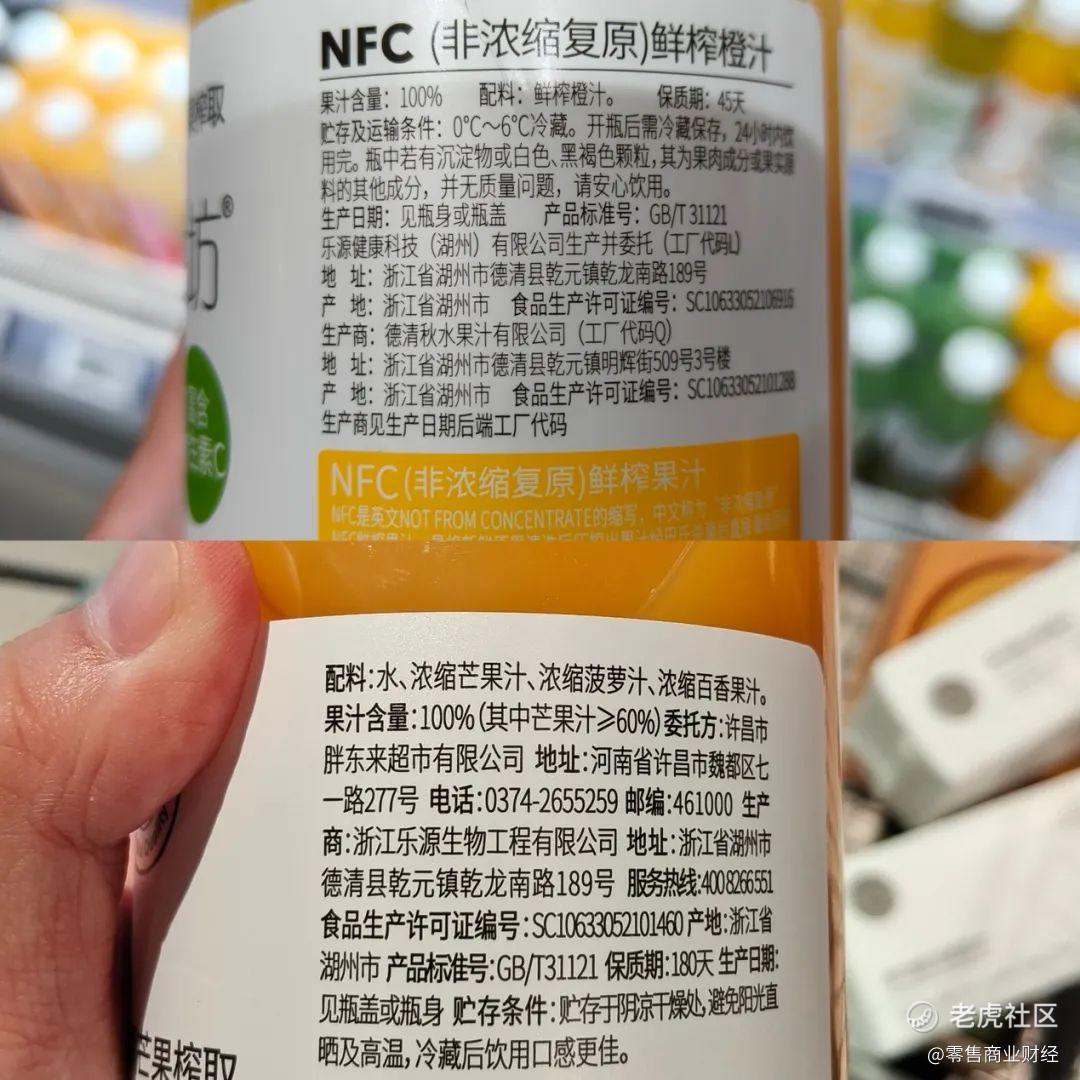 NFC (非浓缩复原)鲜榨橙汁
果汁含量：100% 配料：鲜榨橙汁。 保质期：45天
贮存及运输条件：0°C～6°C冷藏。开瓶后需冷藏保存，24小时内饮
用完。瓶中若有沉淀物或白色、黑褐色颗粒，其为果肉成分或果实原
料的其他成分，并无质量问题，请安心饮用。
生产日期：见瓶身或瓶盖 产品标准号：GB/T 31121
乐源健康科技（湖州）有限公司生产并委托（工厂代码L）
地 址：浙江省湖州市德清县乾元镇乾龙南路189号
产 地：浙江省湖州市 食品生产许可证编号：SC10633052106916
生产商：德清秋水果汁有限公司（工厂代码Q）
地 址：浙江省湖州市德清县乾元镇明辉街509号3号楼
产 地：浙江省湖州市 食品生产许可证编号：SC10633052101288
生产商见生产日期后端工厂代码
榨取
坊®
富含
生素C
NFC(非浓缩复原)鲜榨果汁
NFC是英文NOT FROM CONCENTRATE的缩写，中文称为“非浓缩复原”
配料:水、浓缩芒果汁、浓缩菠萝汁、浓缩百香果汁。
果汁含量:100%(其中芒果汁≥60%) 委托方:许昌市
胖东来超市有限公司 地址:河南省许昌市魏都区七
一路277号 电话:0374-2655259 邮编:461000 生产
商:浙江乐源生物工程有限公司 地址:浙江省湖州市
德清县乾元镇乾龙南路189号 服务热线:4008266551
食品生产许可证编号:SC10633052101460 产地:浙江省
湖州市 产品标准号:GB/T31121 保质期:180天 生产日期:
见瓶盖或瓶身 贮存条件:贮存于阴凉干燥处,避免阳光直
晒及高温,冷藏后饮用口感更佳。
芒果榨取
老虎社区
@零售商业财经